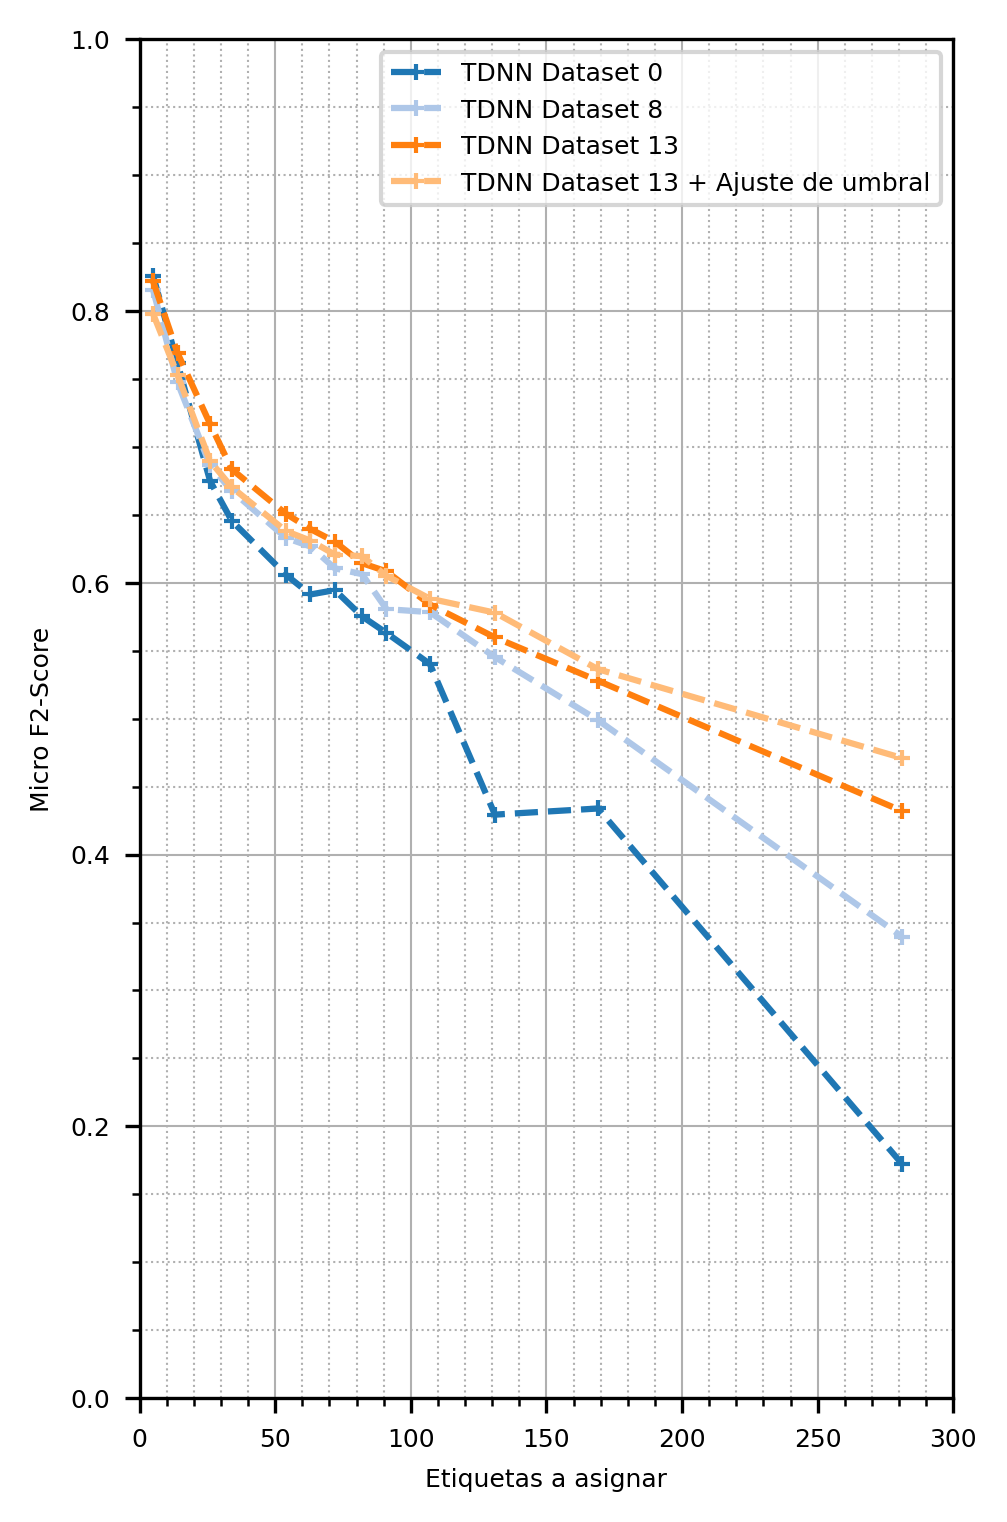 TDNN Dataset 0
TDNN Dataset 8
TDNN Dataset 13
TDNN Dataset 13 + Ajuste de umbral
Micro F2-Score
1.0
0.8
0.6
0.4
0.2
0.0
0 50 100 150 200 250 300
Etiquetas a asignar